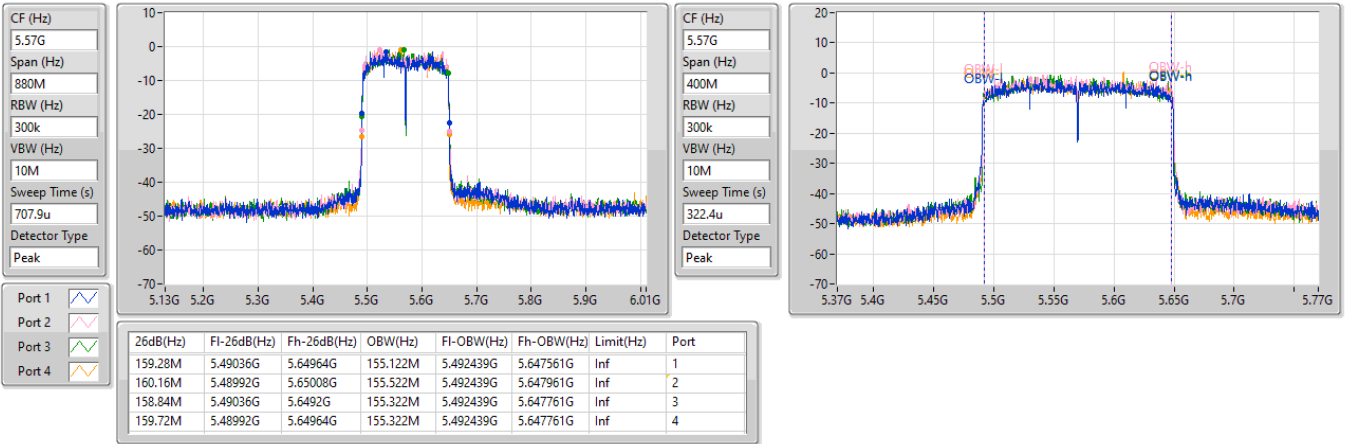 CF (Hz)
5.57G
Span (Hz)
880M
RBW (Hz)
300k
VBW (Hz)
10M
Sweep Time (s)
707.9u
Detector Type
Peak
10
0
-10
-20
-30
-40
-50
-60
-70
5.13G 5.2G 5.3G 5.4G 5.5G 5.6G 5.7G 5.8G 5.9G 6.01G
CF (Hz)
5.57G
Span (Hz)
400M
RBW (Hz)
300k
VBW (Hz)
10M
Sweep Time (s)
322.4u
Detector Type
Peak
20
10
0
-10
-20
-30
-40
-50
-60
-70
OBW-l OBW-h
OBW-l OBW-h
5.37G 5.4G 5.45G 5.5G 5.55G 5.6G 5.65G 5.7G 5.77G
Port 1
Port 2
Port 3
Port 4
26dB(Hz) Fl-26dB(Hz) Fh-26dB(Hz) OBW(Hz) Fl-OBW(Hz) Fh-OBW(Hz) Limit(Hz) Port
159.28M 5.49036G 5.64964G 155.122M 5.492439G 5.647561G Inf 1
160.16M 5.48992G 5.65008G 155.522M 5.492439G 5.647961G Inf 2
158.84M 5.49036G 5.6492G 155.322M 5.492439G 5.647761G Inf 3
159.72M 5.48992G 5.64964G 155.322M 5.492439G 5.647761G Inf 4